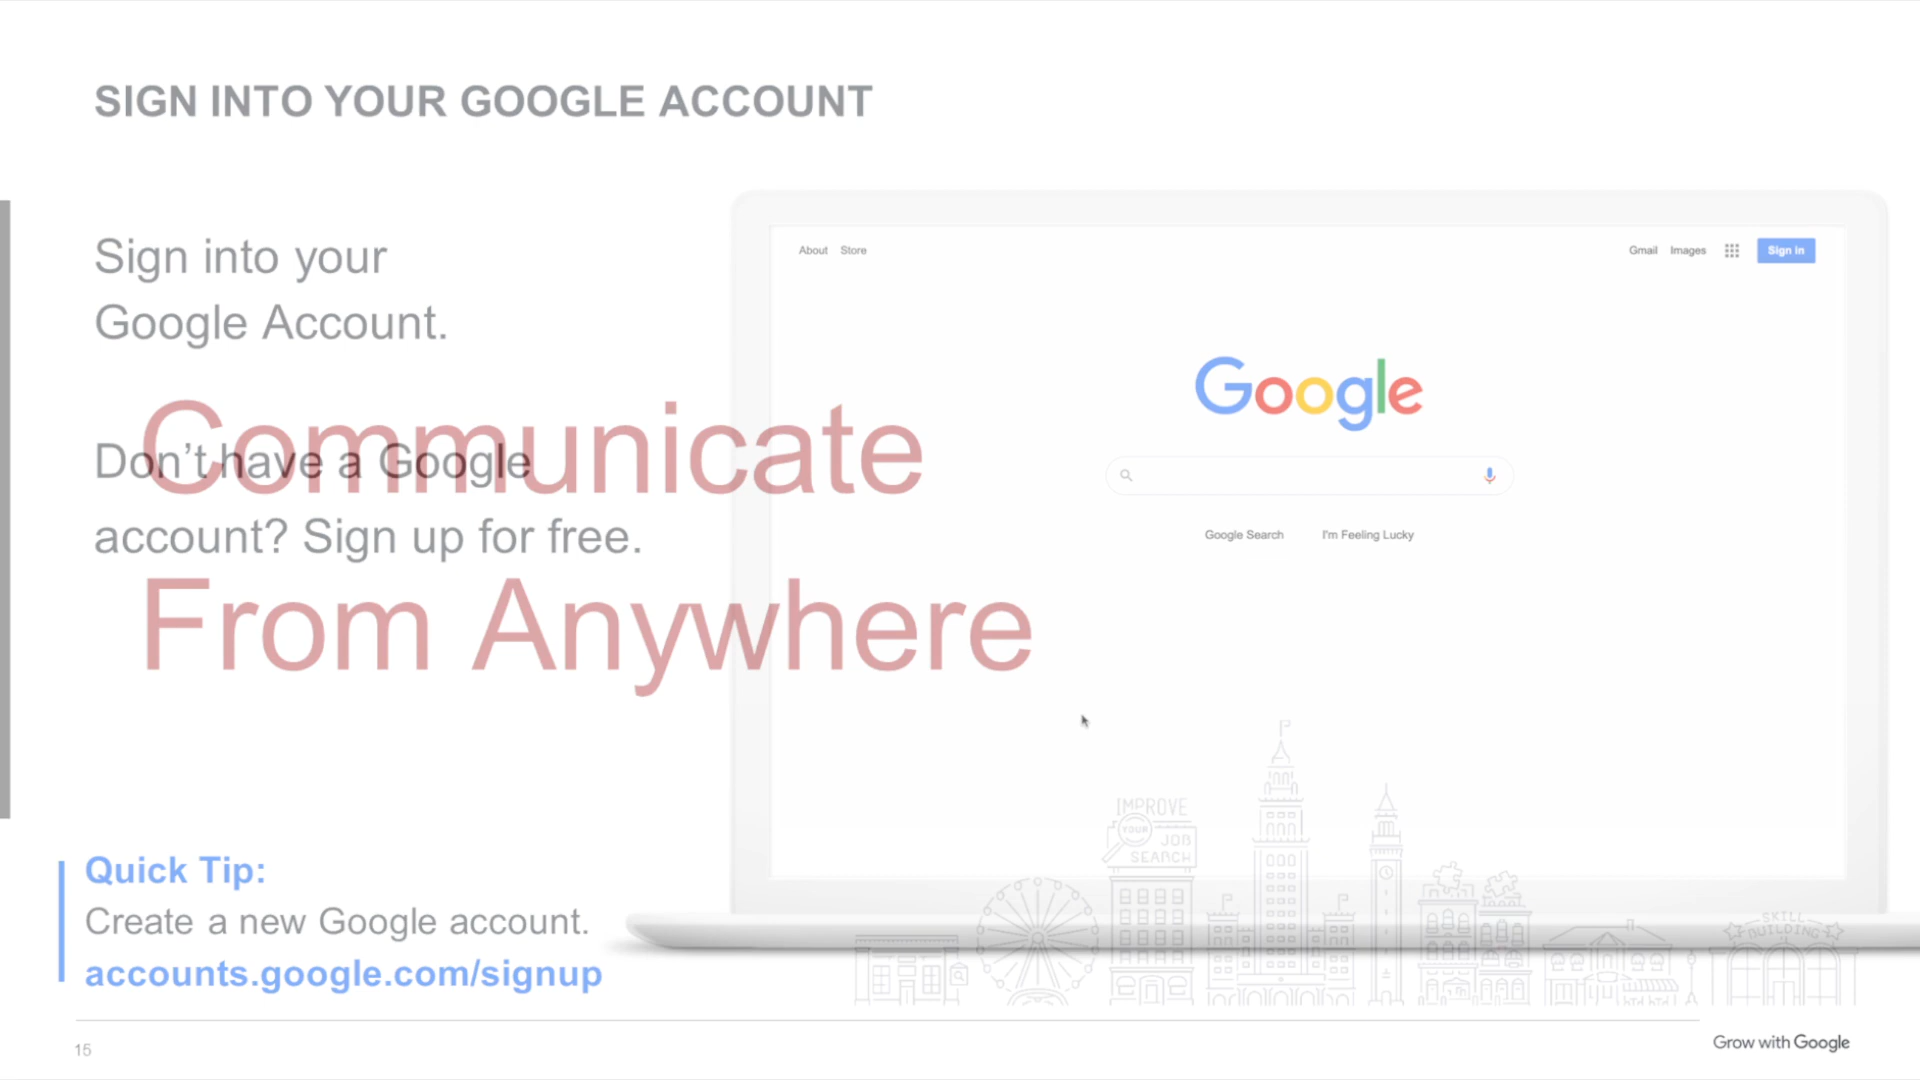 SIGN INTO YOUR GOOGLE ACCOUNT
Sign into your
Google Account.
Communicate
Don't have a Google
account? Sign up for free.
From Anywhere
About Store
Gmail Images
Sign in
Google
Google Search I'm Feeling Lucky
IMPROVE
YOUR
JOB
SEARCH
SKILL
BUILDING
Quick Tip:
Create a new Google account.
accounts.google.com/signup
15
Grow with Google